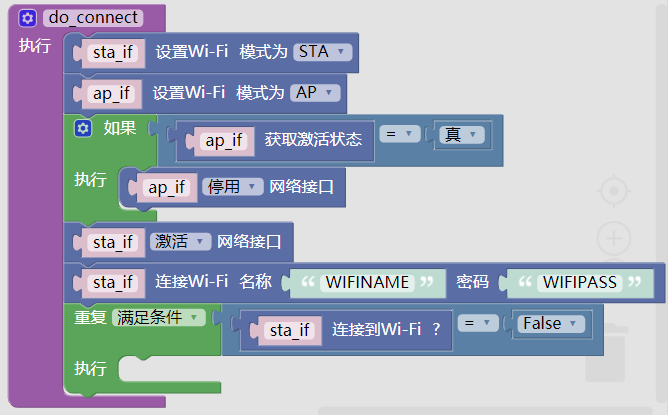 do_connect
执行
sta_if 设置Wi-Fi 模式为 STA
ap_if 设置Wi-Fi 模式为 AP
如果 ap_if 获取激活状态 = 真
执行 ap_if 停用 网络接口
sta_if 激活 网络接口
sta_if 连接Wi-Fi 名称 “ WIFINAME ” 密码 “ WIFIPASS ”
重复 满足条件 sta_if 连接到Wi-Fi ? = False
执行